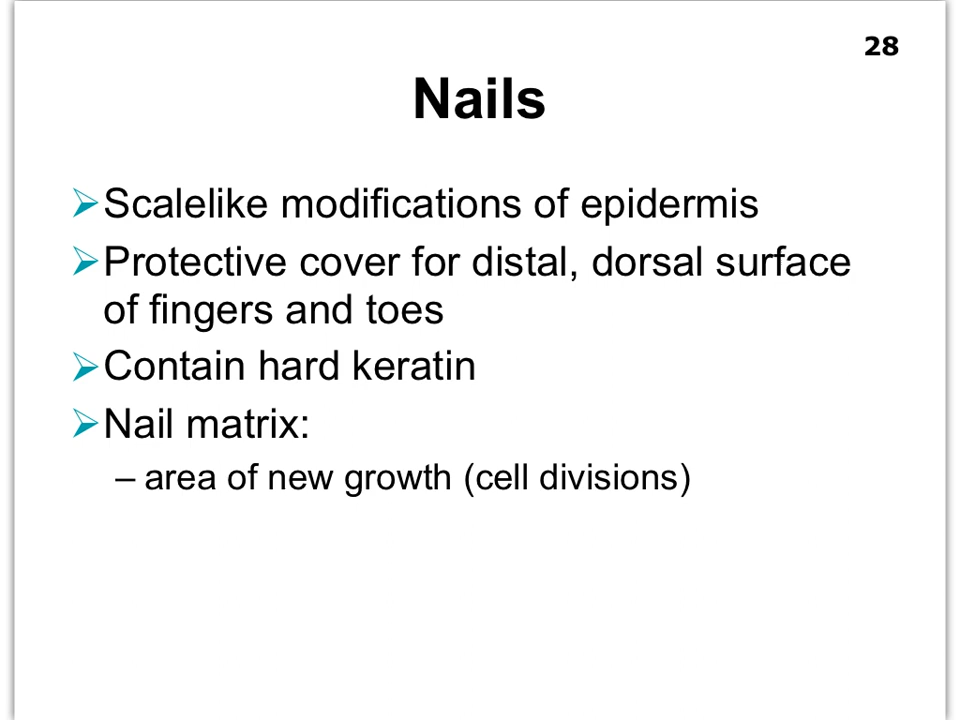 28
Nails
➢ Scalelike modifications of epidermis
➢ Protective cover for distal, dorsal surface
of fingers and toes
➢ Contain hard keratin
➢ Nail matrix:
– area of new growth (cell divisions)